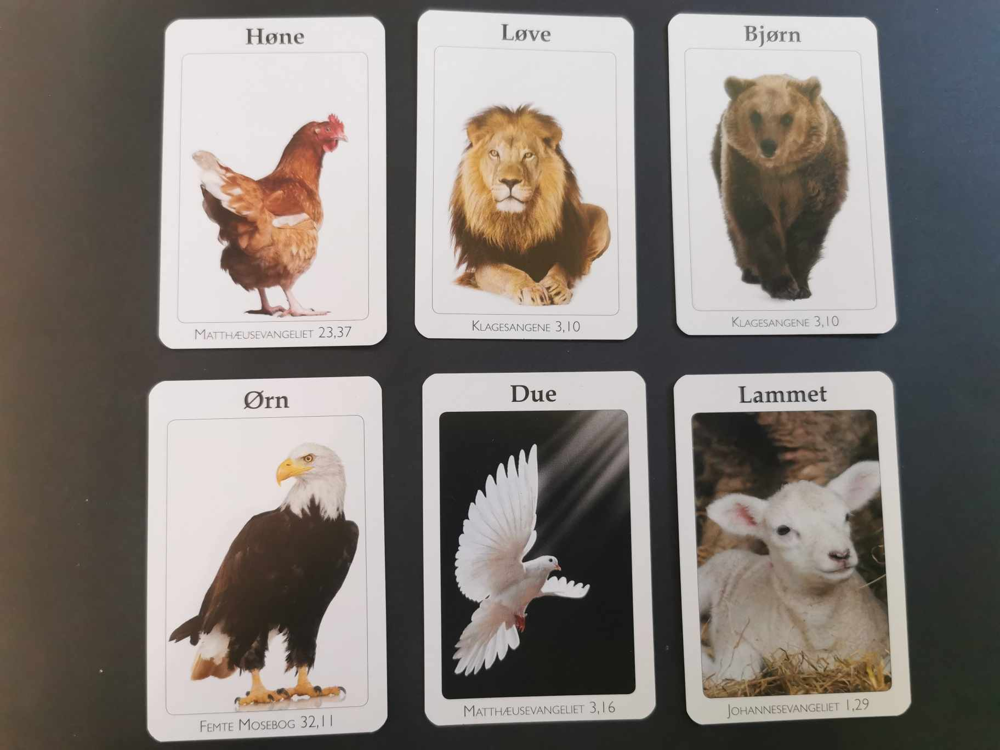 Høne
Matthæusevangeliet 23,37
Løve
Klagesangene 3,10
Bjørn
Klagesangene 3,10
Ørn
Femte Mosebog 32,11
Due
Matthæusevangeliet 3,16
Lammet
Johannesevangeliet 1,29